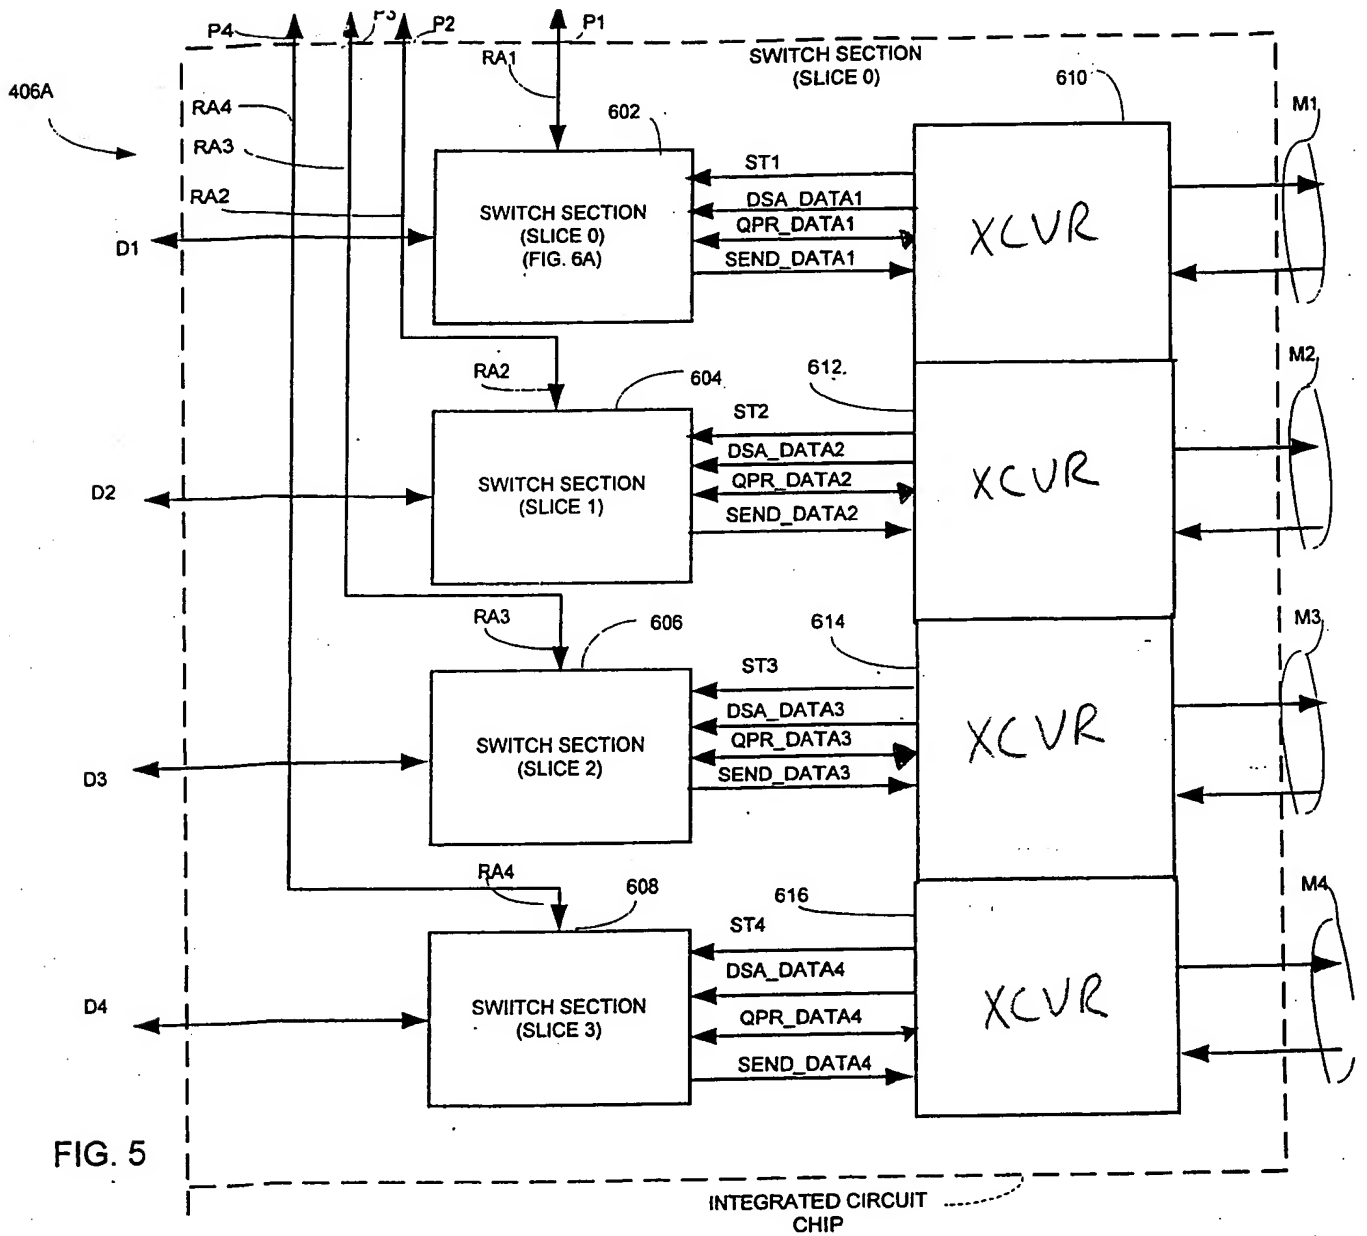 P4
P3
P2
P1
SWITCH SECTION
(SLICE 0)
406A
RA1
RA4
RA3
RA2
602
610
M1
SWITCH SECTION
(SLICE 0)
(FIG. 6A)
ST1
DSA_DATA1
QPR_DATA1
SEND_DATA1
XCVR
D1
RA2
604
612
M2
SWITCH SECTION
(SLICE 1)
ST2
DSA_DATA2
QPR_DATA2
SEND_DATA2
XCVR
D2
RA3
606
614
M3
SWITCH SECTION
(SLICE 2)
ST3
DSA_DATA3
QPR_DATA3
SEND_DATA3
XCVR
D3
RA4
608
616
M4
SWIITCH SECTION
(SLICE 3)
ST4
DSA_DATA4
QPR_DATA4
SEND_DATA4
XCVR
D4
FIG. 5
INTEGRATED CIRCUIT
CHIP